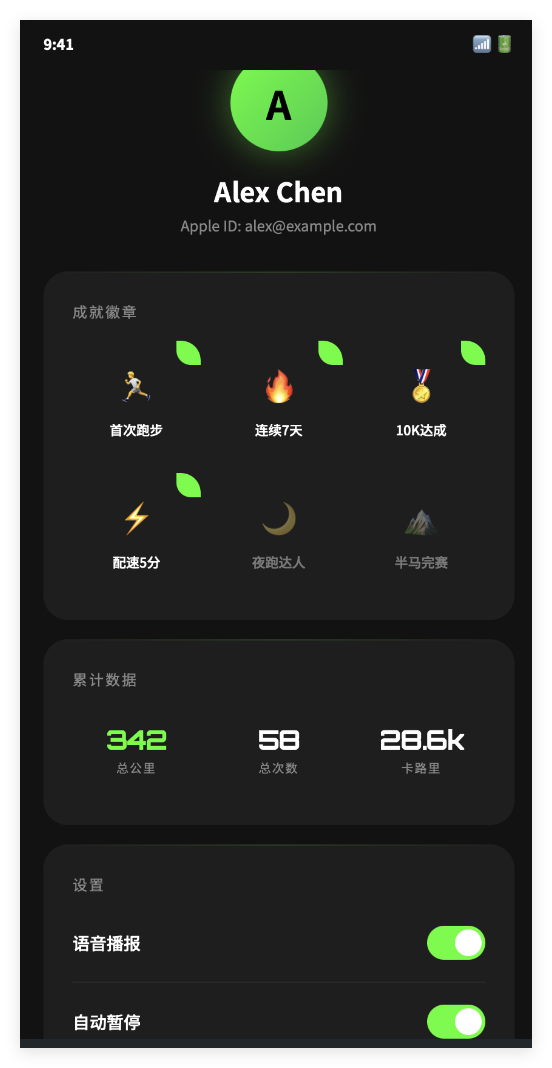 9:41
A
Alex Chen
Apple ID: alex@example.com
成就徽章
首次跑步
连续7天
10K达成
配速5分
夜跑达人
半马完赛
累计数据
342
58
28.6k
总公里
总次数
卡路里
设置
语音播报
自动暂停